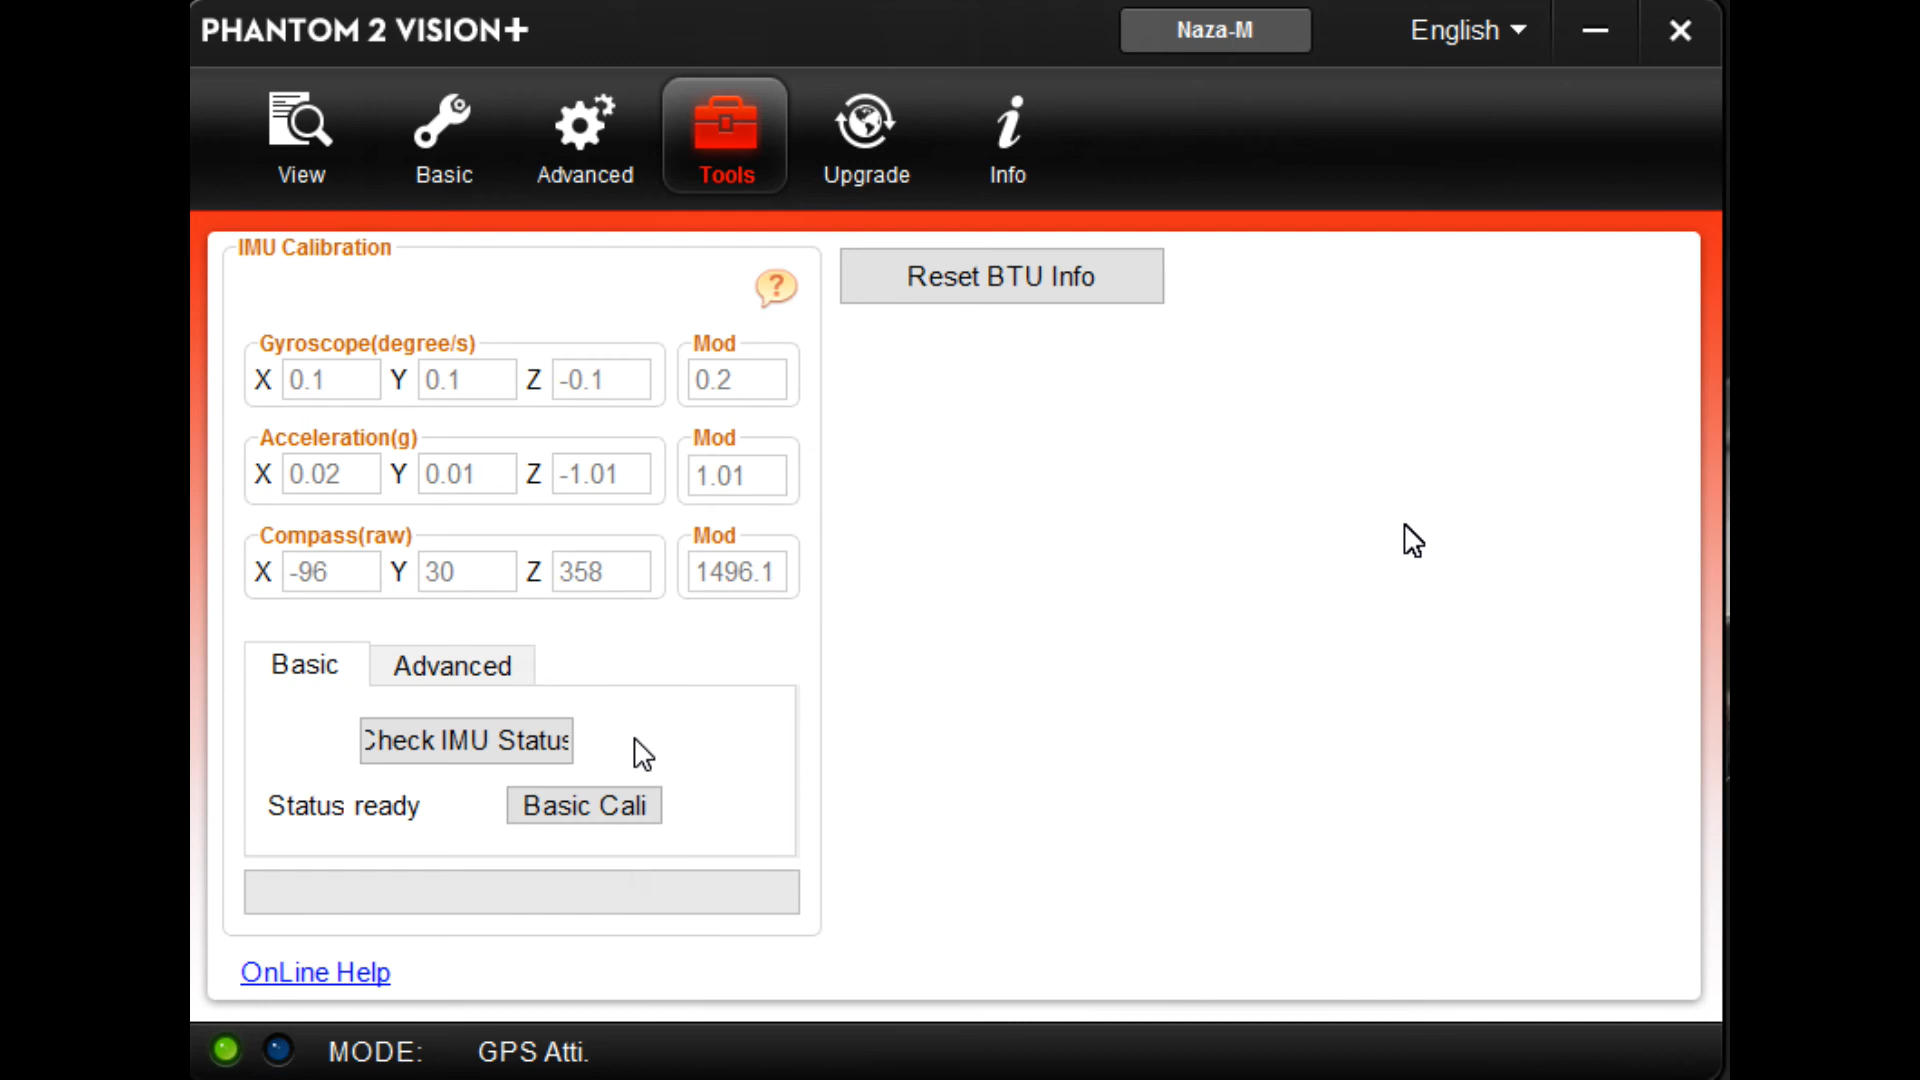 PHANTOM 2 VISION+
Naza-M
English
View
Basic
Advanced
Tools
Upgrade
Info
IMU Calibration
?
Reset BTU Info
Gyroscope(degree/s)
Mod
X 0.1 Y 0.1 Z -0.1
0.2
Acceleration(g)
Mod
X 0.02 Y 0.01 Z -1.01
1.01
Compass(raw)
Mod
X -96 Y 30 Z 358
1496.1
Basic
Advanced
Check IMU Status
Status ready
Basic Cali
OnLine Help
MODE: GPS Atti.